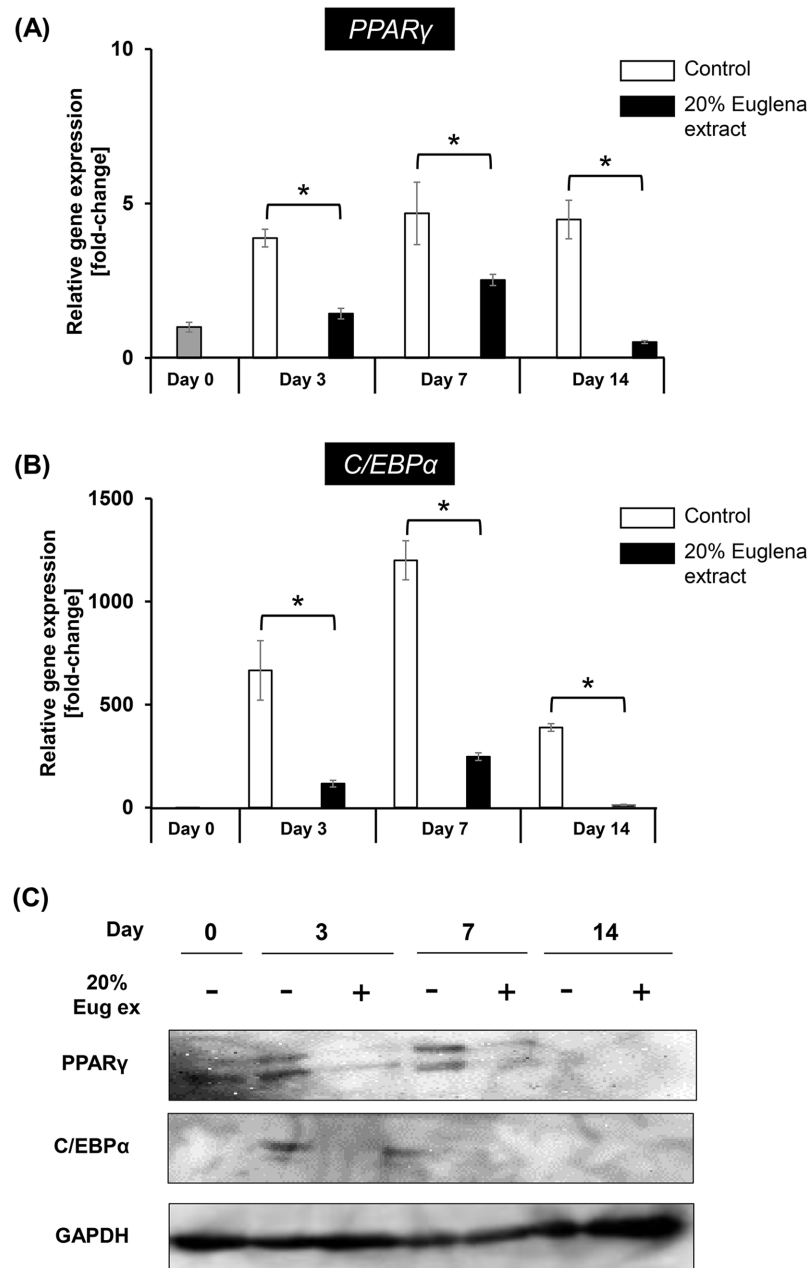 (A)
PPARγ
Relative gene expression
[fold-change]
10
5
0
*
*
*
Control
20% Euglena
extract
Day 0
Day 3
Day 7
Day 14
(B)
C/EBPα
Relative gene expression
[fold-change]
1500
1000
500
0
*
*
*
Control
20% Euglena
extract
Day 0
Day 3
Day 7
Day 14
(C)
Day 0 3 7 14
20%
Eug ex
- - + - + - +
PPARγ
C/EBPα
GAPDH